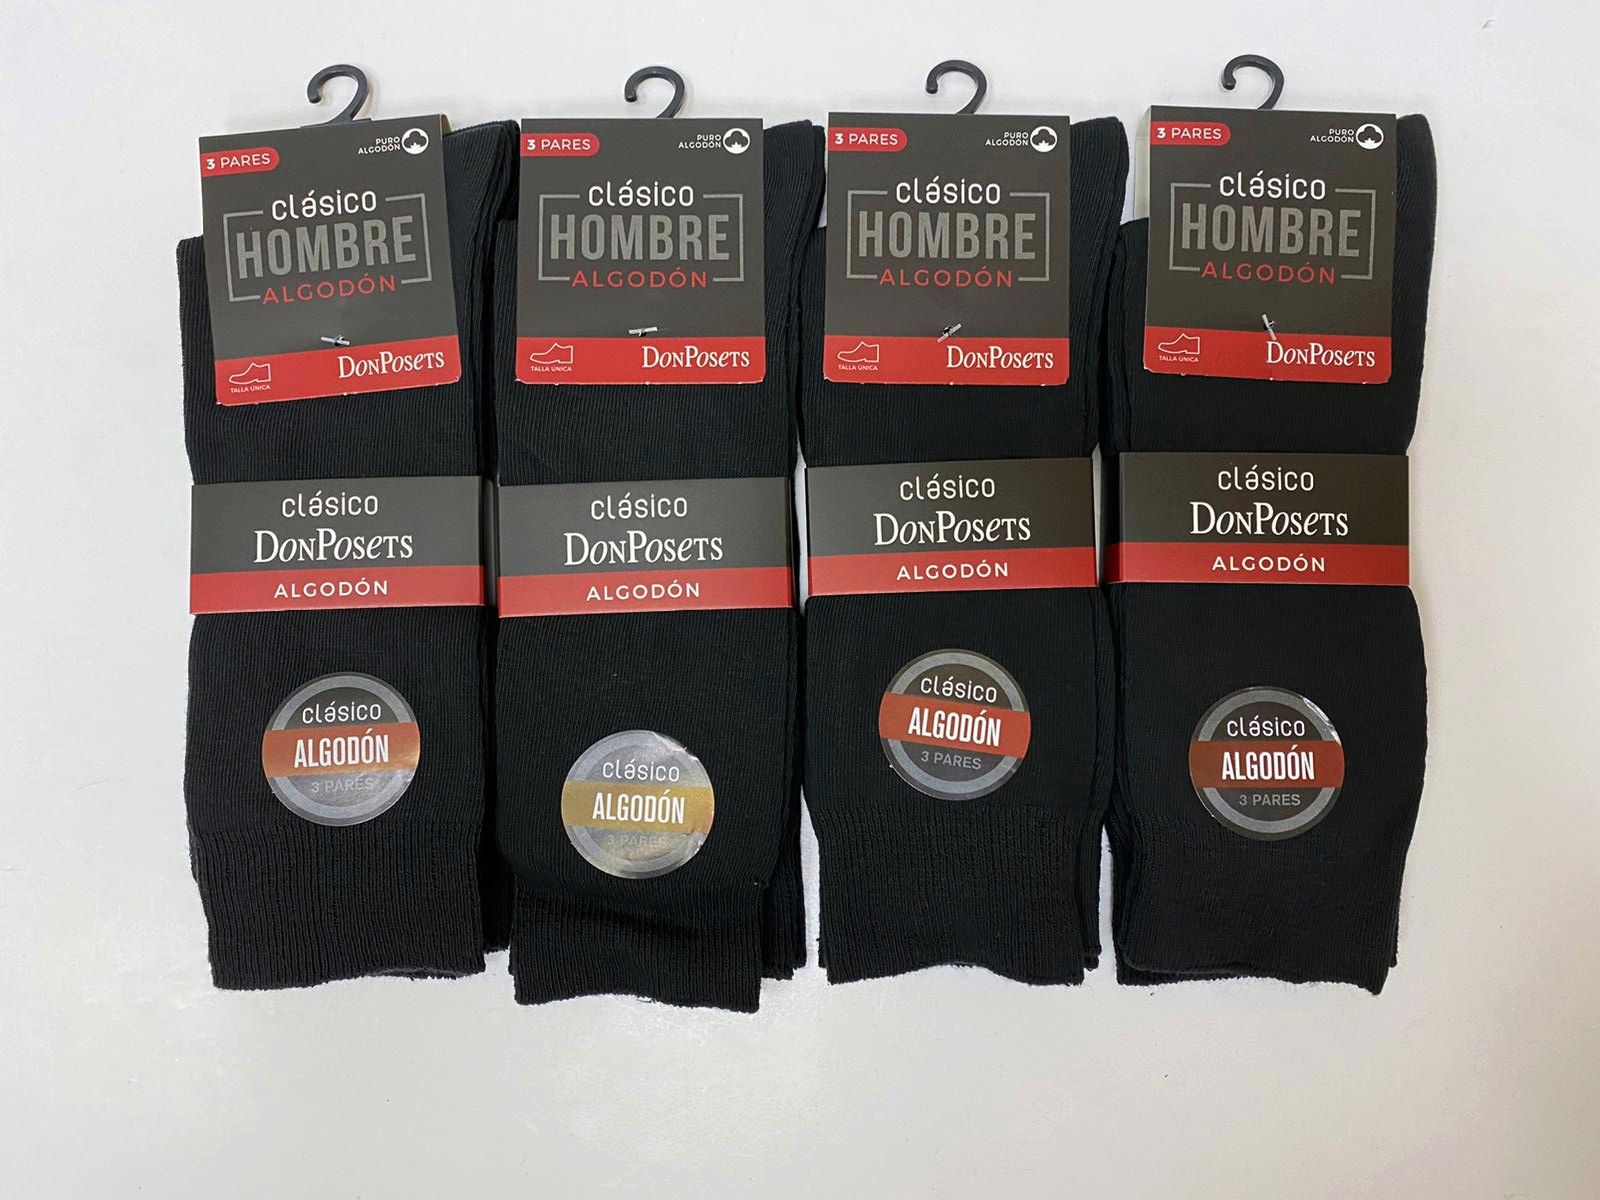 3 PARES
PURO
ALGODÓN
clásico
HOMBRE
ALGODÓN
TALLA ÚNICA
DONPOSETS
clásico
DONPOSETS
ALGODÓN
clásico
ALGODÓN
3 PARES
3 PARES
PURO
ALGODÓN
clásico
HOMBRE
ALGODÓN
TALLA ÚNICA
DONPOSETS
clásico
DONPOSETS
ALGODÓN
clásico
ALGODÓN
3 PARES
3 PARES
PURO
ALGODÓN
clásico
HOMBRE
ALGODÓN
TALLA ÚNICA
DONPOSETS
clásico
DONPOSETS
ALGODÓN
clásico
ALGODÓN
3 PARES
3 PARES
PURO
ALGODÓN
clásico
HOMBRE
ALGODÓN
TALLA ÚNICA
DONPOSETS
clásico
DONPOSETS
ALGODÓN
clásico
ALGODÓN
3 PARES